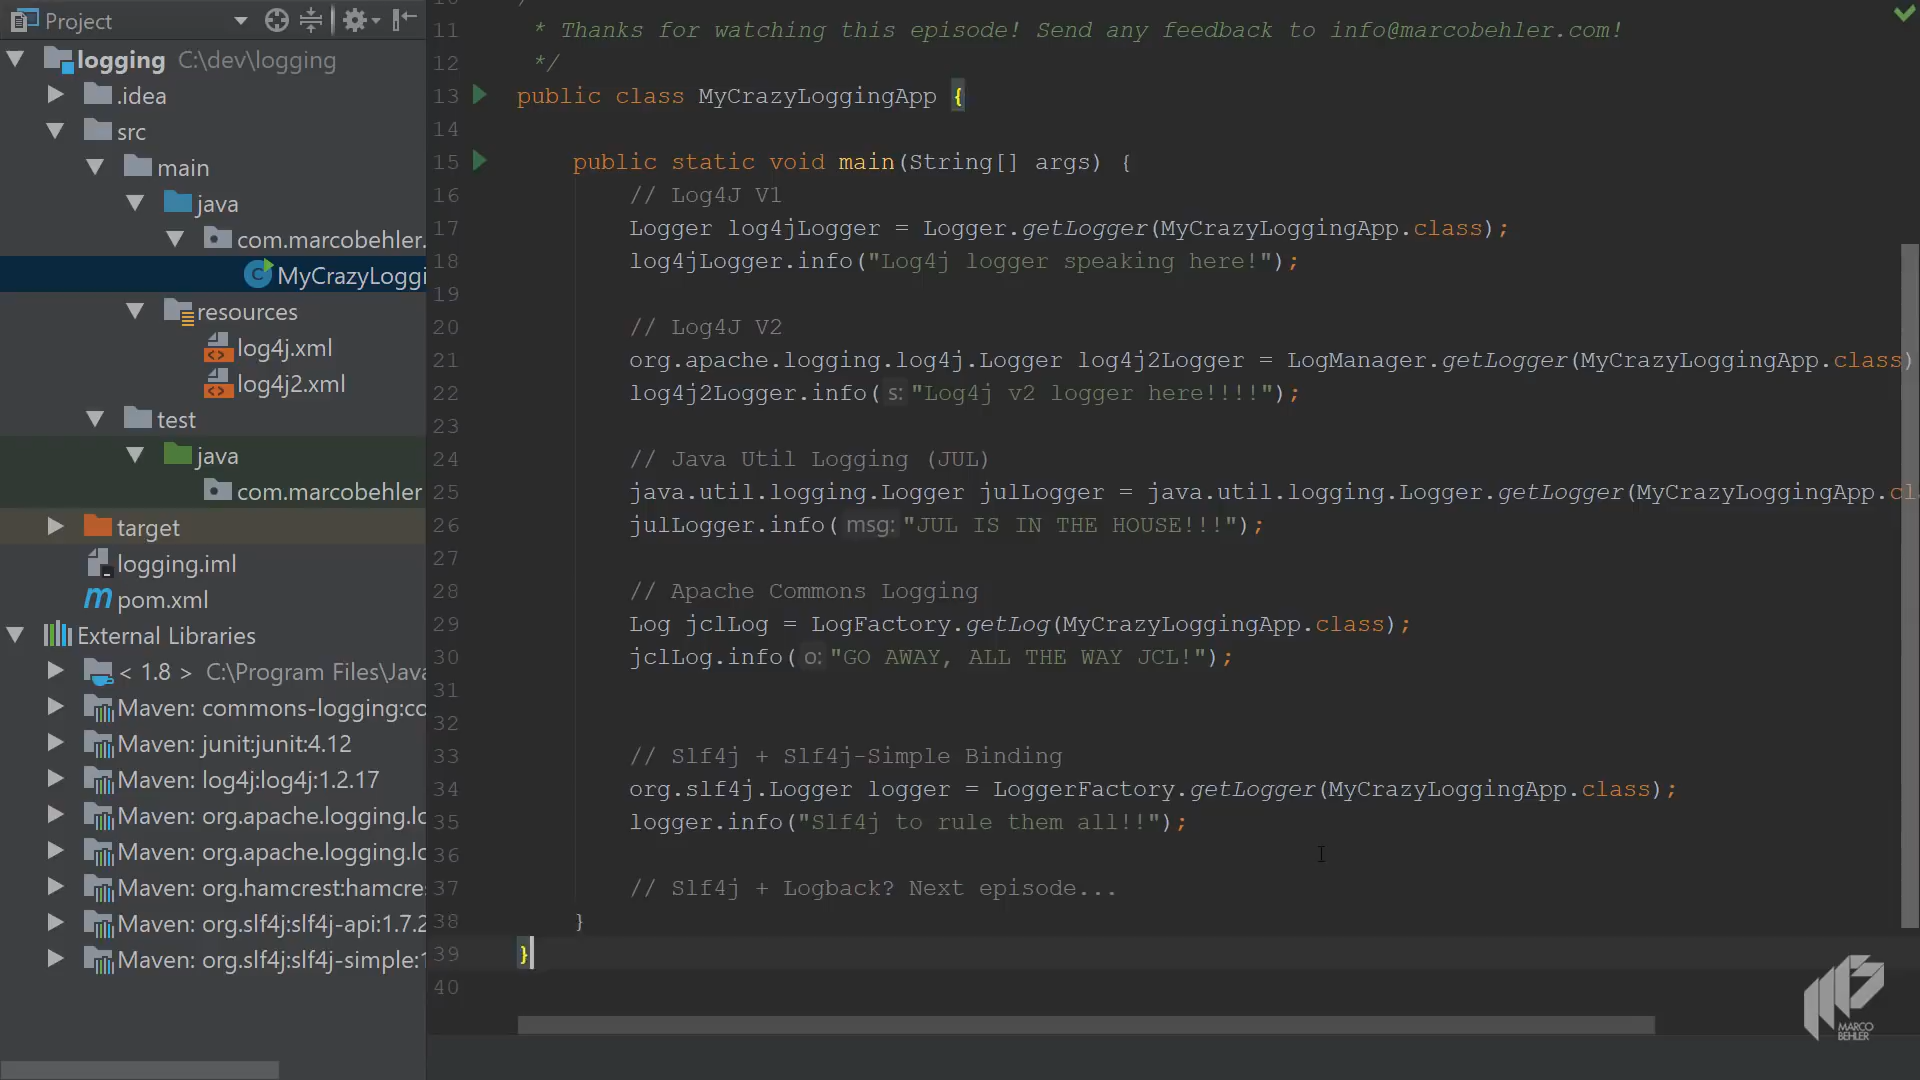 Project
logging C:\dev\logging
.idea
src
main
java
com.marcobehler.
MyCrazyLoggi
resources
log4j.xml
log4j2.xml
test
java
com.marcobehler
target
logging.iml
pom.xml
External Libraries
< 1.8 > C:\Program Files\Java
Maven: commons-logging:co
Maven: junit:junit:4.12
Maven: log4j:log4j:1.2.17
Maven: org.apache.logging.lo
Maven: org.apache.logging.lo
Maven: org.hamcrest:hamcre
Maven: org.slf4j:slf4j-api:1.7.2
Maven: org.slf4j:slf4j-simple:1
11 * Thanks for watching this episode! Send any feedback to info@marcobehler.com!
12 */
13 public class MyCrazyLoggingApp {
14
15 public static void main(String[] args) {
16 // Log4J V1
17 Logger log4jLogger = Logger.getLogger(MyCrazyLoggingApp.class);
18 log4jLogger.info("Log4j logger speaking here!");
19
20 // Log4J V2
21 org.apache.logging.log4j.Logger log4j2Logger = LogManager.getLogger(MyCrazyLoggingApp.class)
22 log4j2Logger.info( s: "Log4j v2 logger here!!!!");
23
24 // Java Util Logging (JUL)
25 java.util.logging.Logger julLogger = java.util.logging.Logger.getLogger(MyCrazyLoggingApp.cl
26 julLogger.info( msg: "JUL IS IN THE HOUSE!!!");
27
28 // Apache Commons Logging
29 Log jclLog = LogFactory.getLog(MyCrazyLoggingApp.class);
30 jclLog.info( o: "GO AWAY, ALL THE WAY JCL!");
31
32
33 // Slf4j + Slf4j-Simple Binding
34 org.slf4j.Logger logger = LoggerFactory.getLogger(MyCrazyLoggingApp.class);
35 logger.info("Slf4j to rule them all!!");
36
37 // Slf4j + Logback? Next episode...
38 }
39 }
40
MARCO
BEHLER